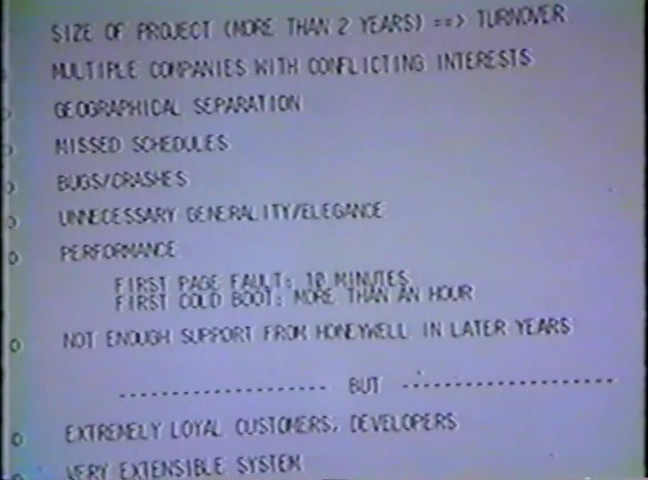 SIZE OF PROJECT (MORE THAN 2 YEARS) ==> TURNOVER
MULTIPLE COMPANIES WITH CONFLICTING INTERESTS
o GEOGRAPHICAL SEPARATION
o MISSED SCHEDULES
o BUGS/CRASHES
o UNNECESSARY GENERALITY/ELEGANCE
o PERFORMANCE
FIRST PAGE FAULT: 10 MINUTES
FIRST COLD BOOT: MORE THAN AN HOUR
o NOT ENOUGH SUPPORT FROM HONEYWELL IN LATER YEARS
-------------------- BUT --------------------
o EXTREMELY LOYAL CUSTOMERS, DEVELOPERS
o VERY EXTENSIBLE SYSTEM